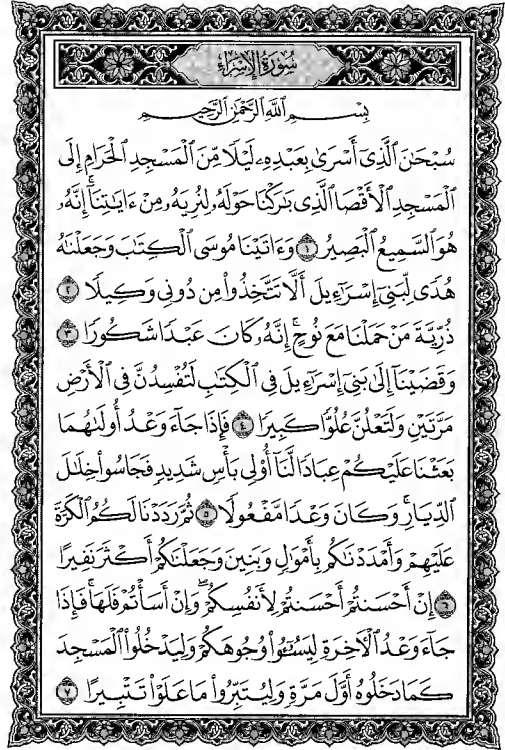 سُورَةُ الإِسْرَاء
بِسْمِ ٱللَّهِ ٱلرَّحْمَٰنِ ٱلرَّحِيمِ
سُبْحَٰنَ ٱلَّذِىٓ أَسْرَىٰ بِعَبْدِهِۦ لَيْلًا مِّنَ ٱلْمَسْجِدِ ٱلْحَرَامِ إِلَى
ٱلْمَسْجِدِ ٱلْأَقْصَا ٱلَّذِى بَٰرَكْنَا حَوْلَهُۥ لِنُرِيَهُۥ مِنْ ءَايَٰتِنَآ ۚ إِنَّهُۥ
هُوَ ٱلسَّمِيعُ ٱلْبَصِيرُ ١ وَءَاتَيْنَا مُوسَى ٱلْكِتَٰبَ وَجَعَلْنَٰهُ
هُدًى لِّبَنِىٓ إِسْرَٰٓءِيلَ أَلَّا تَتَّخِذُوا۟ مِن دُونِى وَكِيلًا ٢
ذُرِّيَّةَ مَنْ حَمَلْنَا مَعَ نُوحٍ ۚ إِنَّهُۥ كَانَ عَبْدًا شَكُورًا ٣
وَقَضَيْنَآ إِلَىٰ بَنِىٓ إِسْرَٰٓءِيلَ فِى ٱلْكِتَٰبِ لَتُفْسِدُنَّ فِى ٱلْأَرْضِ
مَرَّتَيْنِ وَلَتَعْلُنَّ عُلُوًّا كَبِيرًا ٤ فَإِذَا جَآءَ وَعْدُ أُولَىٰهُمَا
بَعَثْنَا عَلَيْكُمْ عِبَادًا لَّنَآ أُو۟لِى بَأْسٍ شَدِيدٍ فَجَاسُوا۟ خِلَٰلَ
ٱلدِّيَارِ ۚ وَكَانَ وَعْدًا مَّفْعُولًا ٥ ثُمَّ رَدَدْنَا لَكُمُ ٱلْكَرَّةَ
عَلَيْهِمْ وَأَمْدَدْنَٰكُم بِأَمْوَٰلٍ وَبَنِينَ وَجَعَلْنَٰكُمْ أَكْثَرَ نَفِيرًا
٦ إِنْ أَحْسَنتُمْ أَحْسَنتُمْ لِأَنفُسِكُمْ ۖ وَإِنْ أَسَأْتُمْ فَلَهَا ۚ فَإِذَا
جَآءَ وَعْدُ ٱلْءَاخِرَةِ لِيَسُۥٓـُٔوا۟ وُجُوهَكُمْ وَلِيَدْخُلُوا۟ ٱلْمَسْجِدَ
كَمَا دَخَلُوهُ أَوَّلَ مَرَّةٍ وَلِيُتَبِّرُوا۟ مَا عَلَوْا۟ تَتْبِيرًا ٧